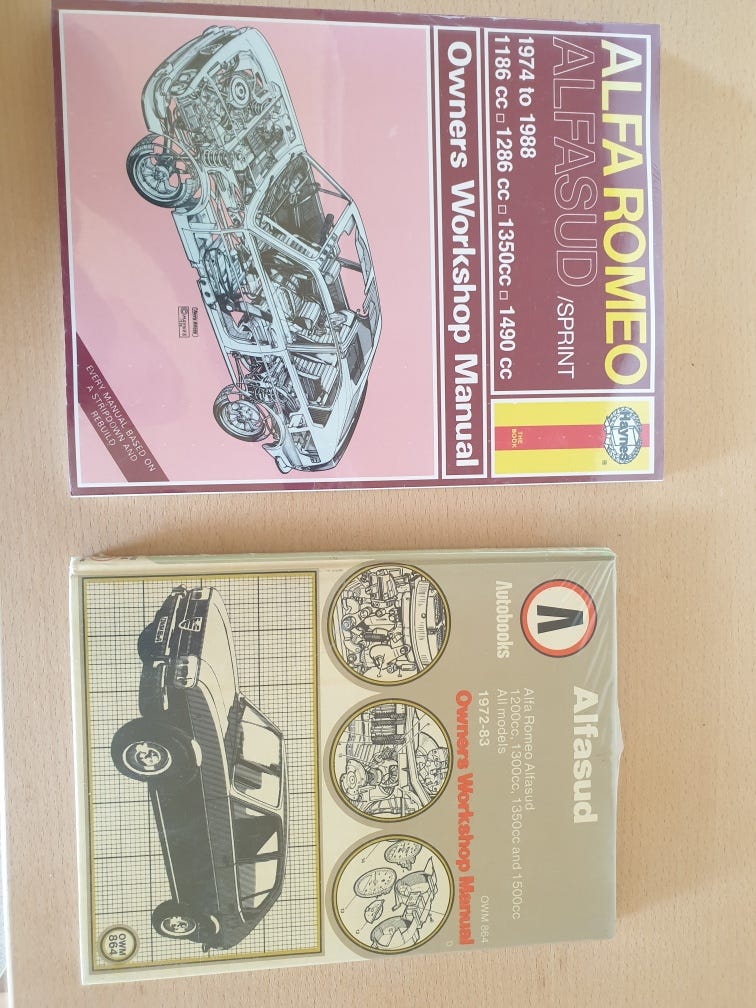 ALFA ROMEO
ALFASUD /SPRINT
1974 to 1988
1186 cc □ 1286 cc □ 1350cc □ 1490 cc
Haynes
®
THE BOOK
Owners Workshop Manual
EVERY MANUAL BASED ON
A STRIPDOWN AND
REBUILD
Alfasud
Autobooks
Alfa Romeo Alfasud
1200cc, 1300cc, 1350cc and 1500cc
All models
1972-83
OWM 864
Owners Workshop Manual
OWM
864